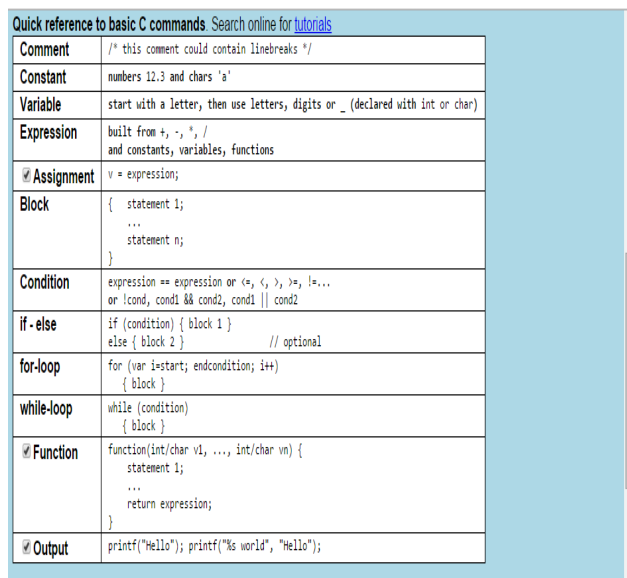 Quick reference to basic C commands. Search online for tutorials
Comment /* this comment could contain linebreaks */
Constant numbers 12.3 and chars 'a'
Variable start with a letter, then use letters, digits or _ (declared with int or char)
Expression built from +, -, *, /
and constants, variables, functions
Assignment v = expression;
Block { statement 1;
...
statement n;
}
Condition expression == expression or <=, <, >, >=, !=...
or !cond, cond1 && cond2, cond1 || cond2
if - else if (condition) { block 1 }
else { block 2 } // optional
for-loop for (var i=start; endcondition; i++)
{ block }
while-loop while (condition)
{ block }
Function function(int/char v1, ..., int/char vn) {
statement 1;
...
return expression;
}
Output printf("Hello"); printf("%s world", "Hello");